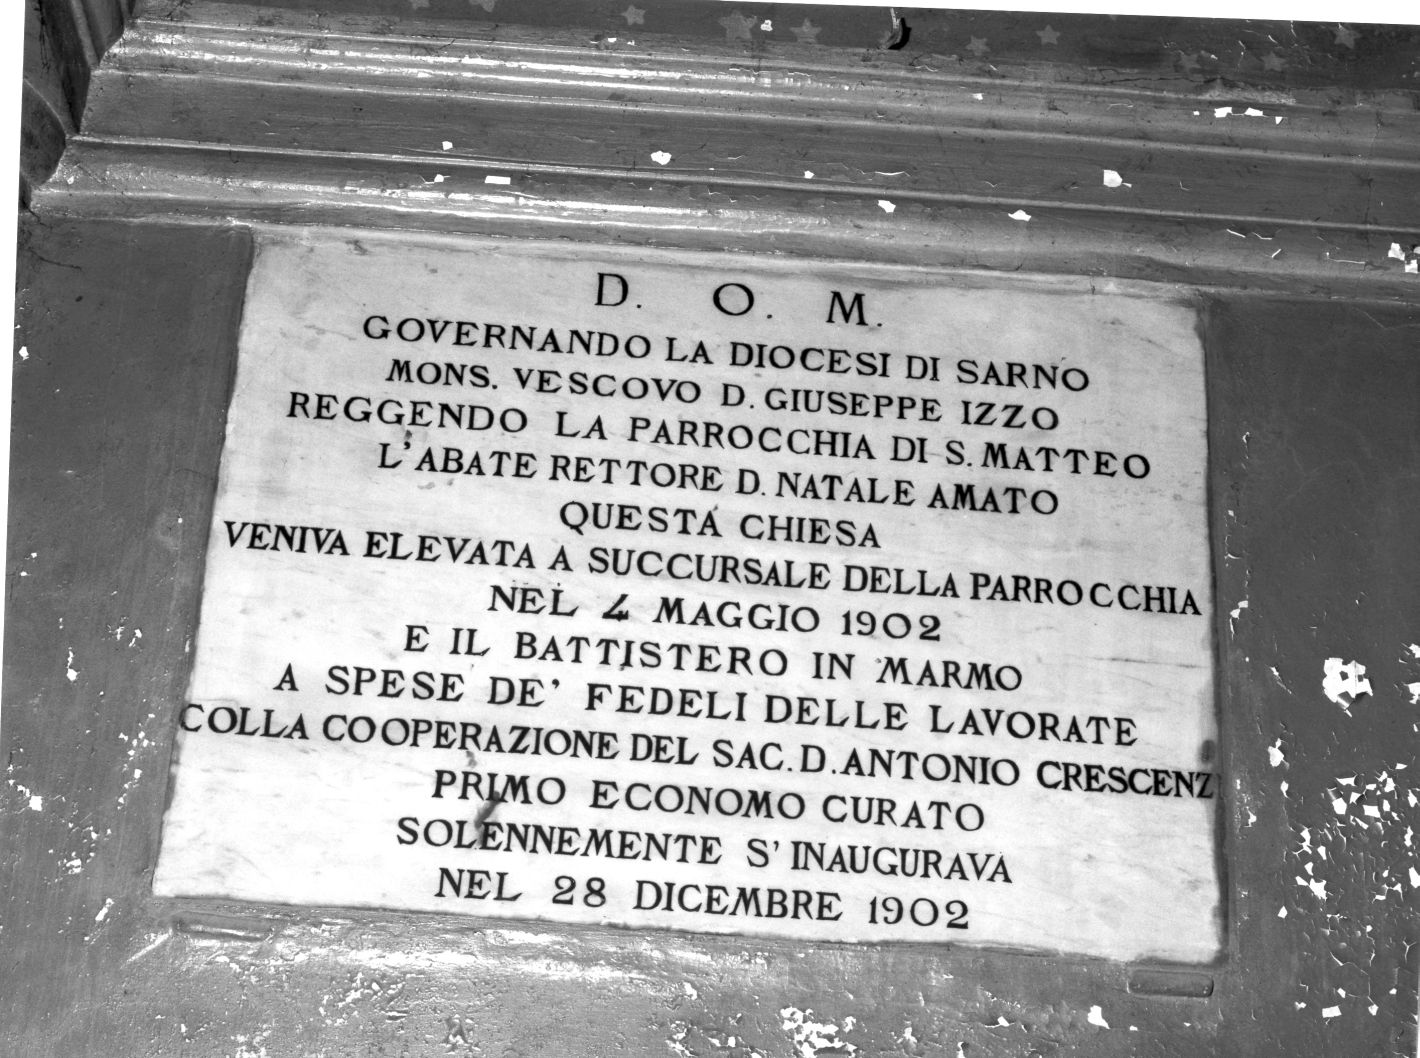 D. O. M.
GOVERNANDO LA DIOCESI DI SARNO
MONS. VESCOVO D. GIUSEPPE IZZO
REGGENDO LA PARROCCHIA DI S. MATTEO
L'ABATE RETTORE D. NATALE AMATO
QUESTA CHIESA
VENIVA EELEVATA A SUCCURSALE DELLA PARROCCHIA
NEL 4 MAGGIO 1902
E IL BATTISTERO IN MARMO
A SPESE DE' FEDELI DELLE LAVORATE
COLLA COOPERAZIONE DEL SAC. D. ANTONIO CRESCENZ
PRIMO ECONOMO CURATO
SOLENNEMENTE S' INAUGURAVA
NEL 28 DICEMBRE 1902